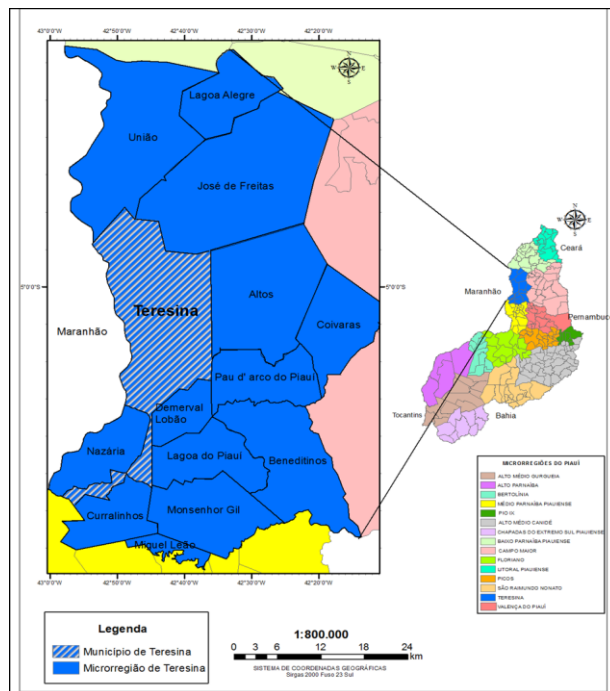 43°0'0"S 42°50'0"S 42°40'0"S 42°30'0"S 42°20'0"S
Lagoa Alegre
União
José de Freitas
5°0'0"S
5°0'0"S
Teresina
Altos
Maranhão
Coivaras
Pau d' arco do Piauí
Demerval
Lobão
Nazária
Lagoa do Piauí
Beneditinos
Monsenhor Gil
Curralinhos
Miguel Leão
43°0'0"S 42°50'0"S 42°40'0"S 42°30'0"S 42°20'0"S
N
W E
S
N
W E
S
Ceará
Maranhão
Pernambuco
Tocantins
Bahia
MICRORREGIÕES DO PIAUÍ
ALTO MÉDIO GURGUEIA
ALTO PARNAÍBA
BERTOLÍNIA
MÉDIO PARNAÍBA PIAUIENSE
PIO IX
ALTO MÉDIO CANIDÉ
CHAPADAS DO EXTREMO SUL PIAUIENSE
BAIXO PARNAÍBA PIAUIENSE
CAMPO MAIOR
FLORIANO
LITORAL PIAUIENSE
PICOS
SÃO RAIMUNDO NONATO
TERESINA
VALENÇA DO PIAUÍ
Legenda
Município de Teresina
Microrregião de Teresina
1:800.000
0 3 6 12 18 24
km
SISTEMA DE COORDENADAS GEOGRÁFICAS
Sirgas 2000 Fuso 23 Sul